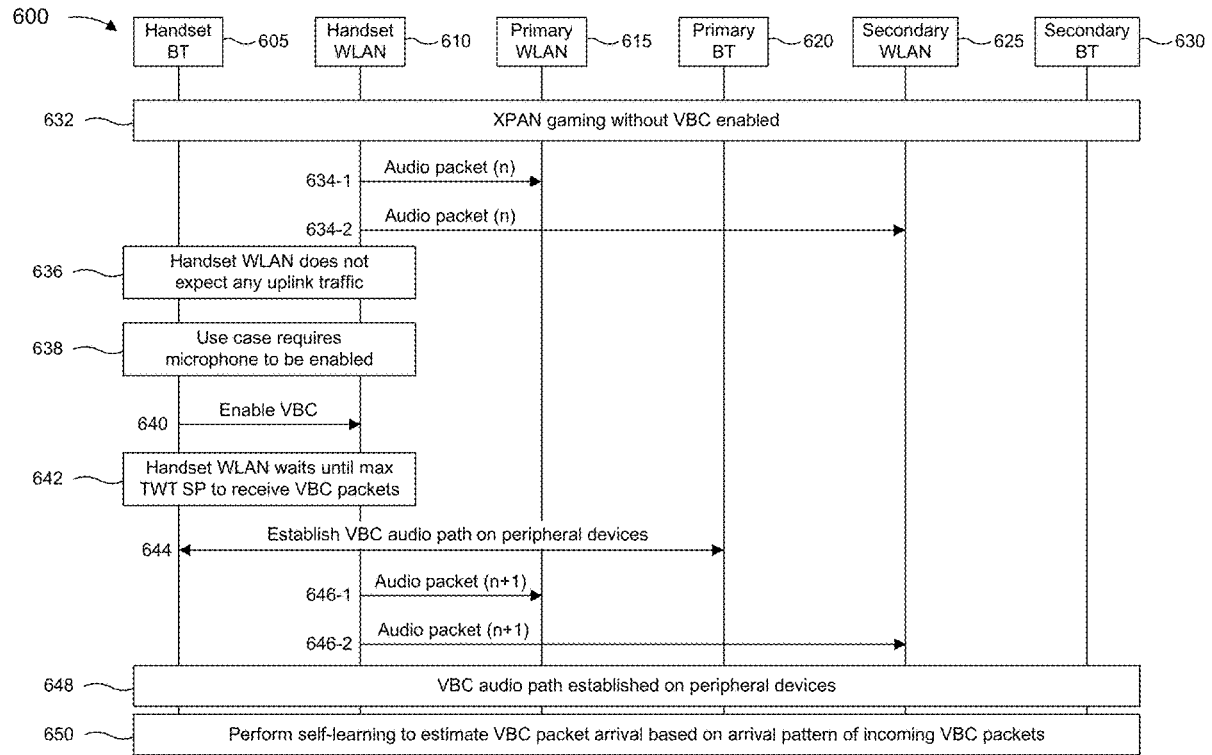 600
Handset
BT
605
Handset
WLAN
610
Primary
WLAN
615
Primary
BT
620
Secondary
WLAN
625
Secondary
BT
630
632
XPAN gaming without VBC enabled
634-1
Audio packet (n)
634-2
Audio packet (n)
636
Handset WLAN does not
expect any uplink traffic
638
Use case requires
microphone to be enabled
640
Enable VBC
642
Handset WLAN waits until max
TWT SP to receive VBC packets
644
Establish VBC audio path on peripheral devices
646-1
Audio packet (n+1)
646-2
Audio packet (n+1)
648
VBC audio path established on peripheral devices
650
Perform self-learning to estimate VBC packet arrival based on arrival pattern of incoming VBC packets